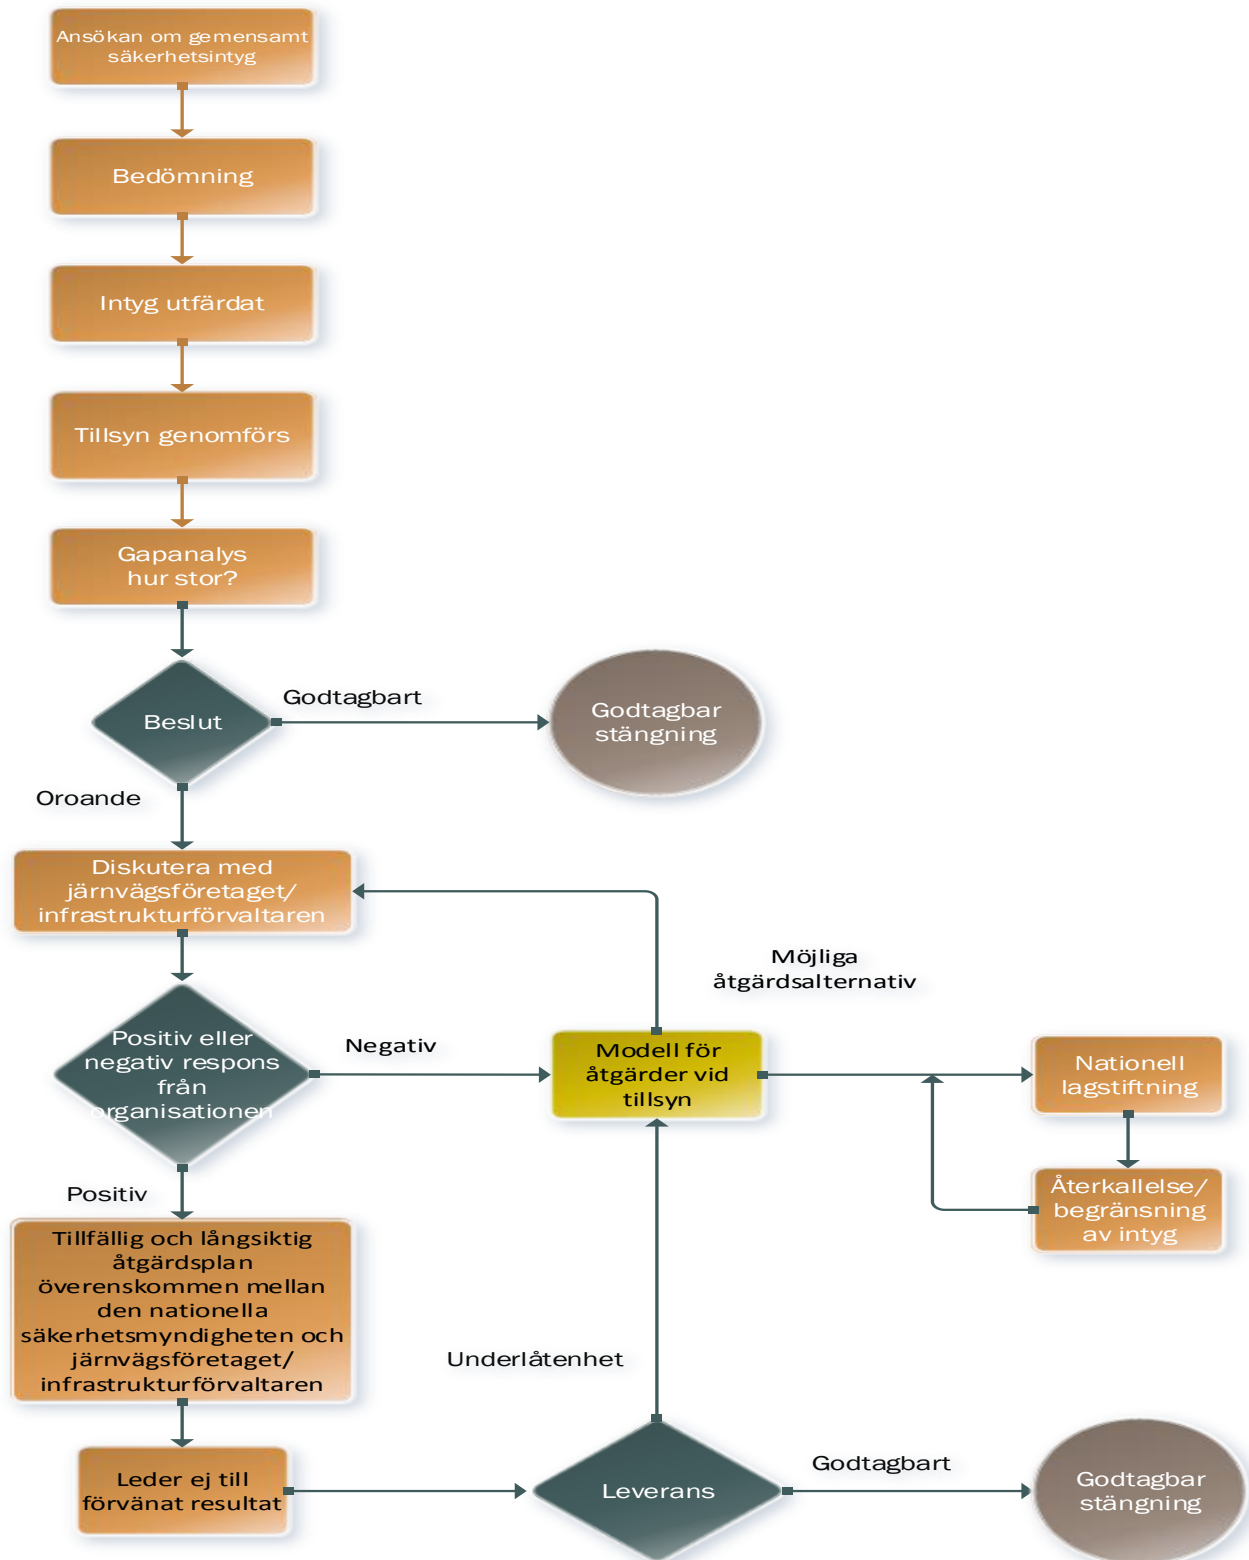 Ansökan om gemensamt
säkerhetsintyg
Bedömning
Intyg utfärdat
Tillsyn genomförs
Gapanalys
hur stor?
Beslut
Godtagbart
Godtagbar
stängning
Oroande
Diskutera med
järnvägsföretaget/
infrastrukturförvaltaren
Möjliga
åtgärdsalternativ
Positiv eller
negativ respons
från
organisationen
Negativ
Modell för
åtgärder vid
tillsyn
Nationell
lagstiftning
Återkallelse/
begränsning
av intyg
Positiv
Tillfällig och långsiktig
åtgärdsplan
överenskommen mellan
den nationella
säkerhetsmyndigheten och
järnvägsföretaget/
infrastrukturförvaltaren
Underlåtenhet
Leder ej till
förvänat resultat
Leverans
Godtagbart
Godtagbar
stängning